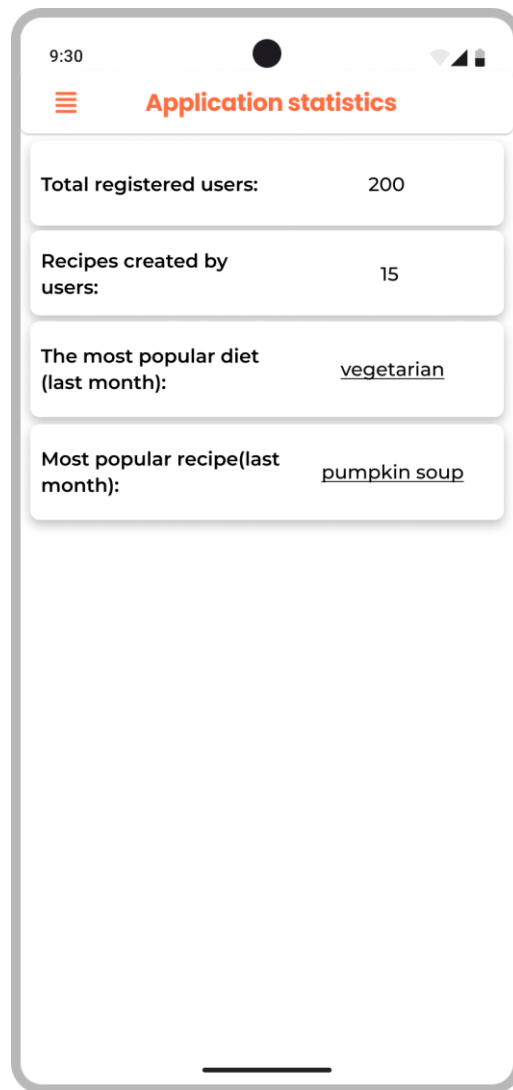 9:30
Application statistics
Total registered users:
200
Recipes created by
users:
15
The most popular diet
(last month):
vegetarian
Most popular recipe(last
month):
pumpkin soup